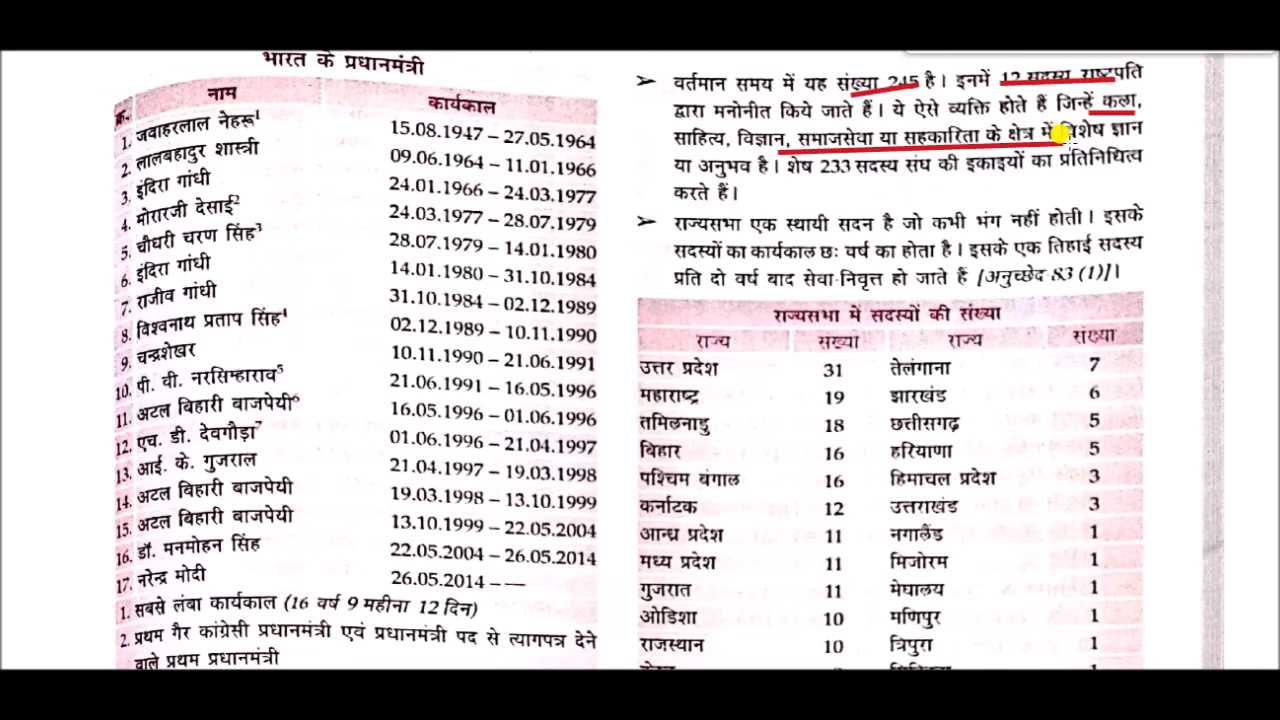 भारत के प्रधानमंत्री
क्र. नाम कार्यकाल
1. जवाहरलाल नेहरू¹ 15.08.1947 – 27.05.1964
2. लालबहादुर शास्त्री 09.06.1964 – 11.01.1966
3. इंदिरा गांधी 24.01.1966 – 24.03.1977
4. मोरारजी देसाई² 24.03.1977 – 28.07.1979
5. चौधरी चरण सिंह³ 28.07.1979 – 14.01.1980
6. इंदिरा गांधी 14.01.1980 – 31.10.1984
7. राजीव गांधी 31.10.1984 – 02.12.1989
8. विश्वनाथ प्रताप सिंह⁴ 02.12.1989 – 10.11.1990
9. चन्द्रशेखर 10.11.1990 – 21.06.1991
10. पी. वी. नरसिम्हाराव⁵ 21.06.1991 – 16.05.1996
11. अटल बिहारी बाजपेयी⁶ 16.05.1996 – 01.06.1996
12. एच. डी. देवगौड़ा⁷ 01.06.1996 – 21.04.1997
13. आई. के. गुजराल 21.04.1997 – 19.03.1998
14. अटल बिहारी बाजपेयी 19.03.1998 – 13.10.1999
15. अटल बिहारी बाजपेयी 13.10.1999 – 22.05.2004
16. डॉ. मनमोहन सिंह 22.05.2004 – 26.05.2014
17. नरेन्द्र मोदी 26.05.2014 – —
1. सबसे लंबा कार्यकाल (16 वर्ष 9 महीना 12 दिन)
2. प्रथम गैर कांग्रेसी प्रधानमंत्री एवं प्रधानमंत्री पद से त्यागपत्र देने
वाले प्रथम प्रधानमंत्री
➤ वर्तमान समय में यह संख्या 245 है। इनमें 12 सदस्य राष्ट्रपति
द्वारा मनोनीत किये जाते हैं। ये ऐसे व्यक्ति होते हैं जिन्हें कला,
साहित्य, विज्ञान, समाजसेवा या सहकारिता के क्षेत्र में विशेष ज्ञान
या अनुभव है। शेष 233 सदस्य संघ की इकाइयों का प्रतिनिधित्व
करते हैं।
➤ राज्यसभा एक स्थायी सदन है जो कभी भंग नहीं होती। इसके
सदस्यों का कार्यकाल छः वर्ष का होता है। इसके एक तिहाई सदस्य
प्रति दो वर्ष बाद सेवा-निवृत्त हो जाते हैं [अनुच्छेद-83 (1)]।
राज्यसभा में सदस्यों की संख्या
राज्य संख्या राज्य संख्या
उत्तर प्रदेश 31 तेलंगाना 7
महाराष्ट्र 19 झारखंड 6
तमिलनाडु 18 छत्तीसगढ़ 5
बिहार 16 हरियाणा 5
पश्चिम बंगाल 16 हिमाचल प्रदेश 3
कर्नाटक 12 उत्तराखंड 3
आन्ध्र प्रदेश 11 नगालैंड 1
मध्य प्रदेश 11 मिजोरम 1
गुजरात 11 मेघालय 1
ओडिशा 10 मणिपुर 1
राजस्थान 10 त्रिपुरा 1